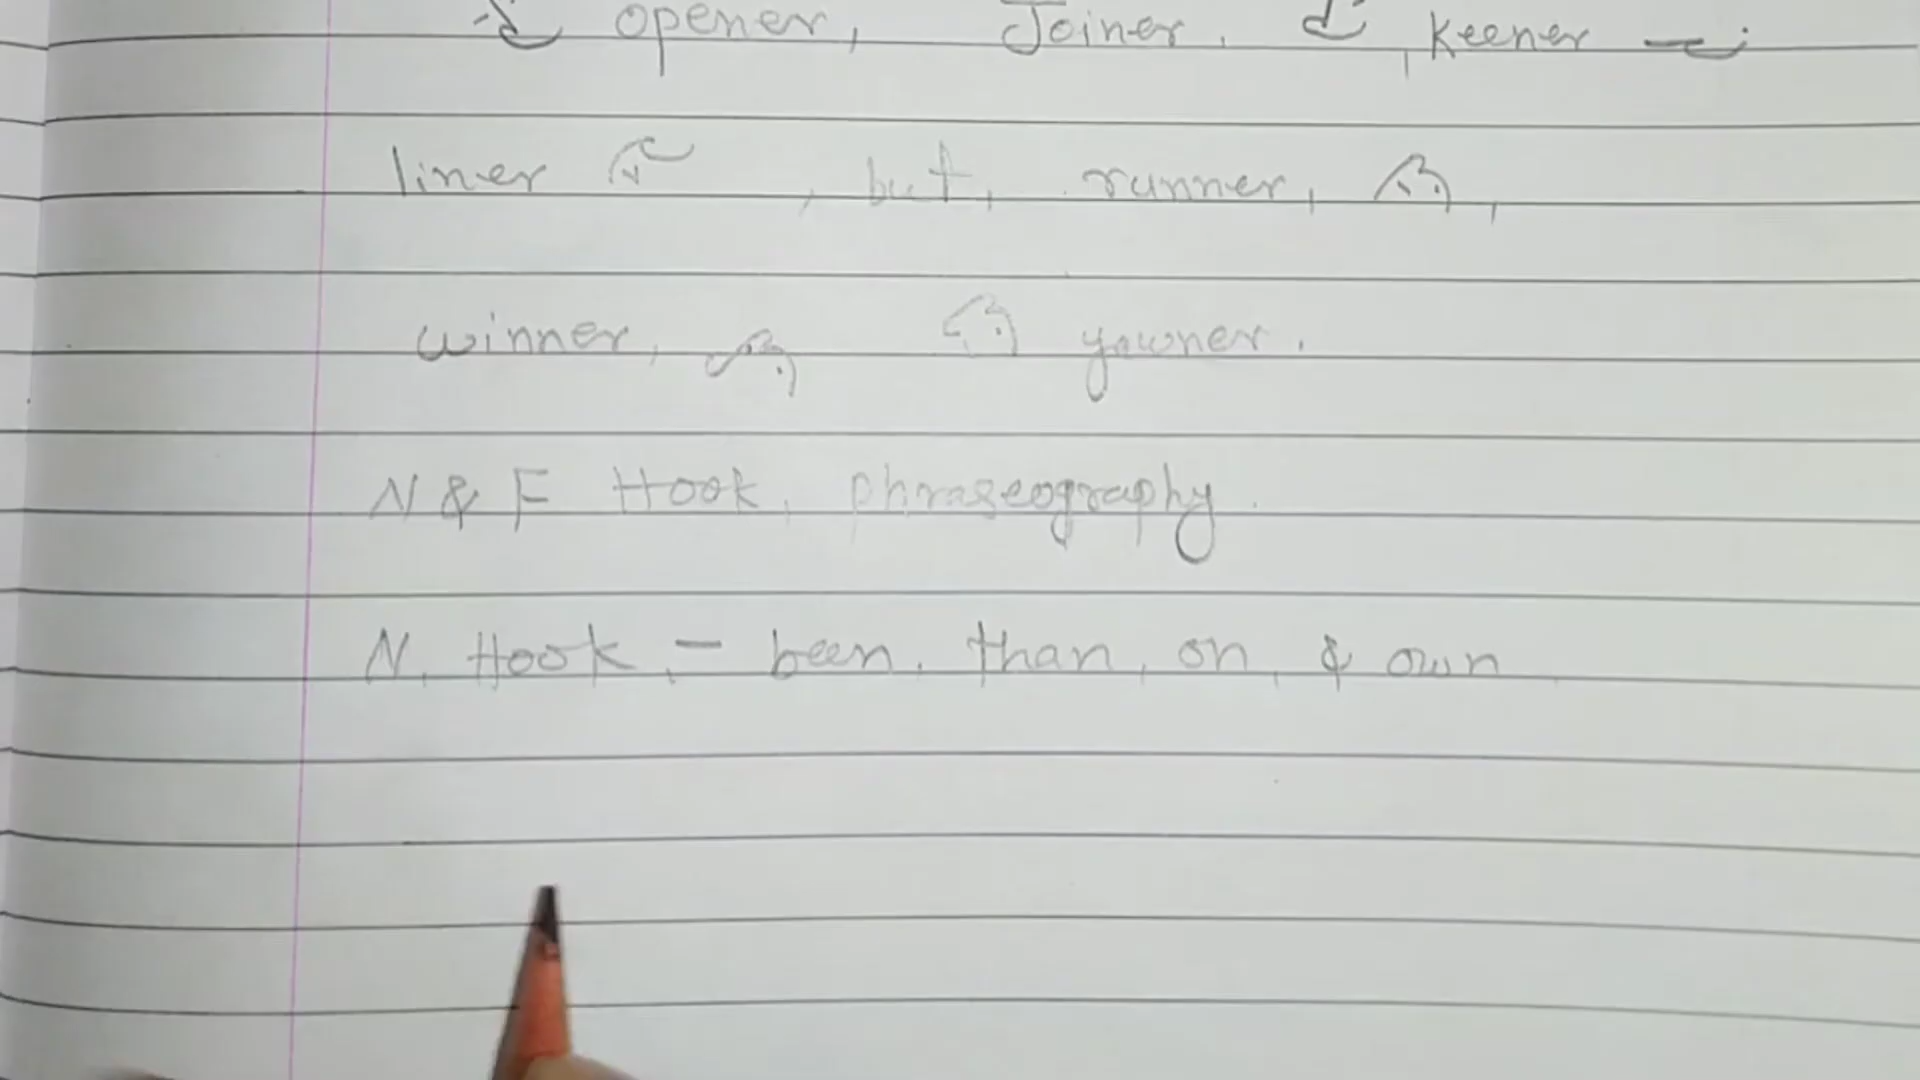 opener, Joiner, Keener
liner , but, runner, ,
winner, yawner.
N & F Hook, phraseography.
N. Hook, - been, than, on, & own